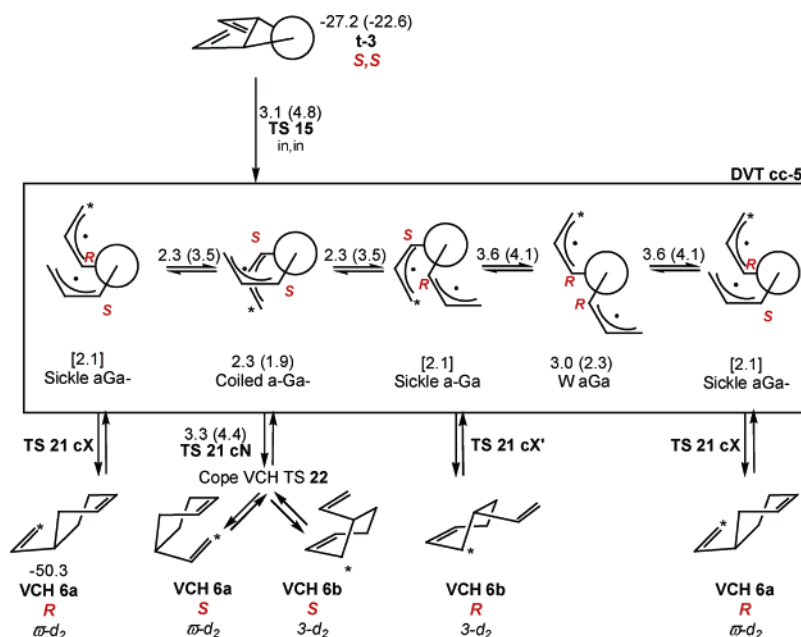 -27.2 (-22.6)
t-3
S,S
3.1 (4.8)
TS 15
in,in
DVT cc-5
* * * * *
R S S R R R
S S R S
2.3 (3.5) 2.3 (3.5) 3.6 (4.1) 3.6 (4.1)
[2.1] 2.3 (1.9) [2.1] 3.0 (2.3) [2.1]
Sickle aGa- Coiled a-Ga- Sickle a-Ga W aGa Sickle aGa-
TS 21 cX 3.3 (4.4) TS 21 cX' TS 21 cX
TS 21 cN
Cope VCH TS 22
* * * * *
-50.3
VCH 6a VCH 6a VCH 6b VCH 6b VCH 6a
R S S R R
ϖ-d2 ϖ-d2 3-d2 3-d2 ϖ-d2